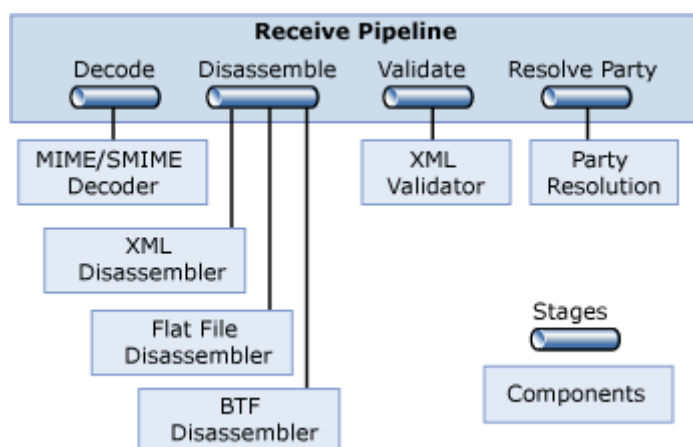 Receive Pipeline
Decode
Disassemble
Validate
Resolve Party
MIME/SMIME
Decoder
XML
Validator
Party
Resolution
XML
Disassembler
Flat File
Disassembler
BTF
Disassembler
Stages
Components